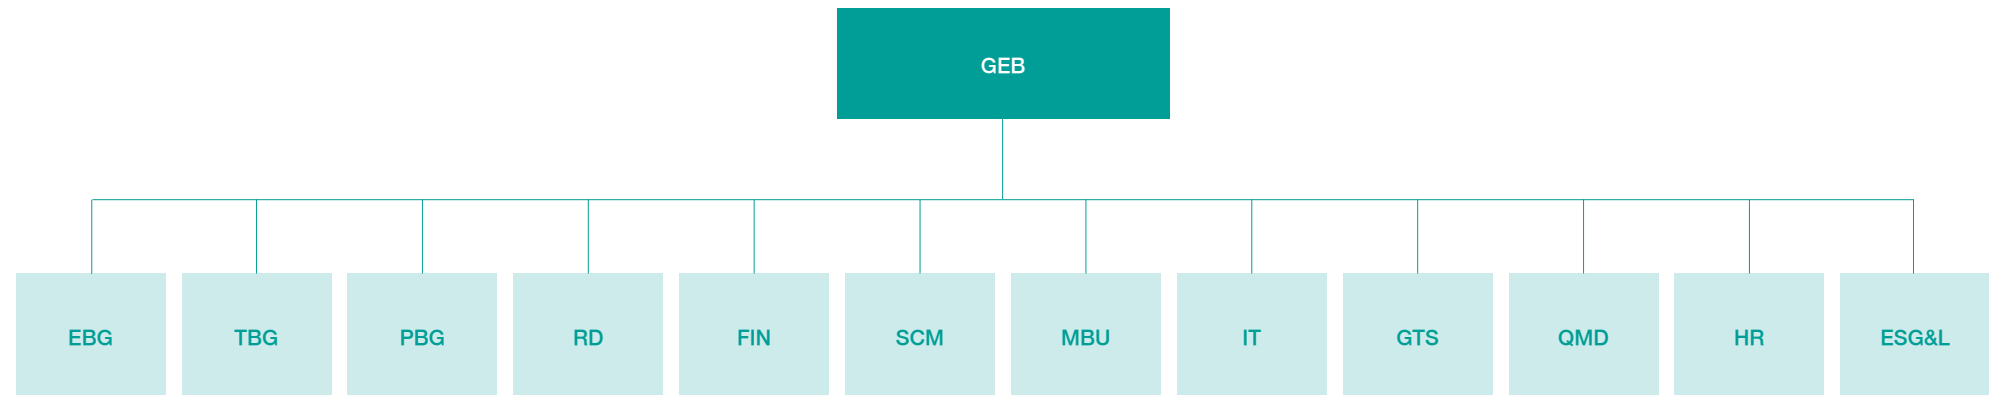 GEB
EBG TBG PBG RD FIN SCM MBU IT GTS QMD HR ESG&L